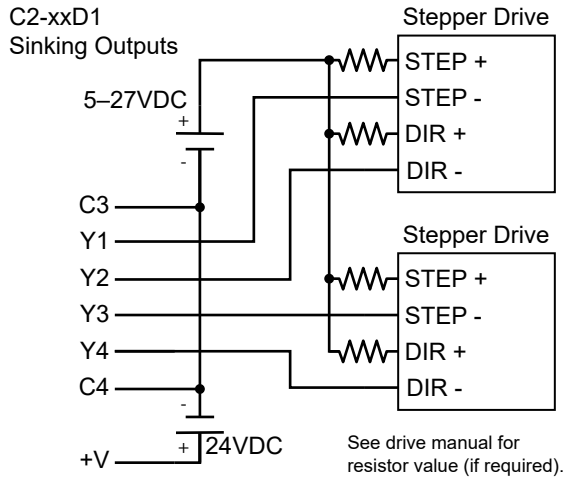 C2-xxD1
Sinking Outputs
Stepper Drive
STEP +
5–27VDC
STEP -
+
DIR +
-
DIR -
C3
Y1
Stepper Drive
Y2
STEP +
Y3
STEP -
Y4
DIR +
C4
DIR -
-
+ 24VDC
+V
See drive manual for
resistor value (if required).